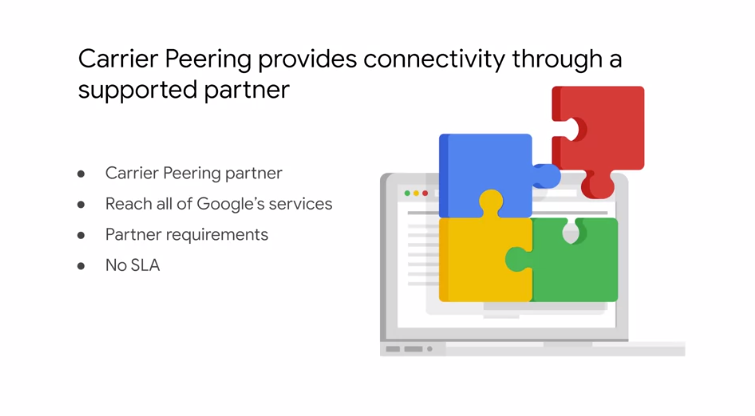 Carrier Peering provides connectivity through a
supported partner
● Carrier Peering partner
● Reach all of Google's services
● Partner requirements
● No SLA